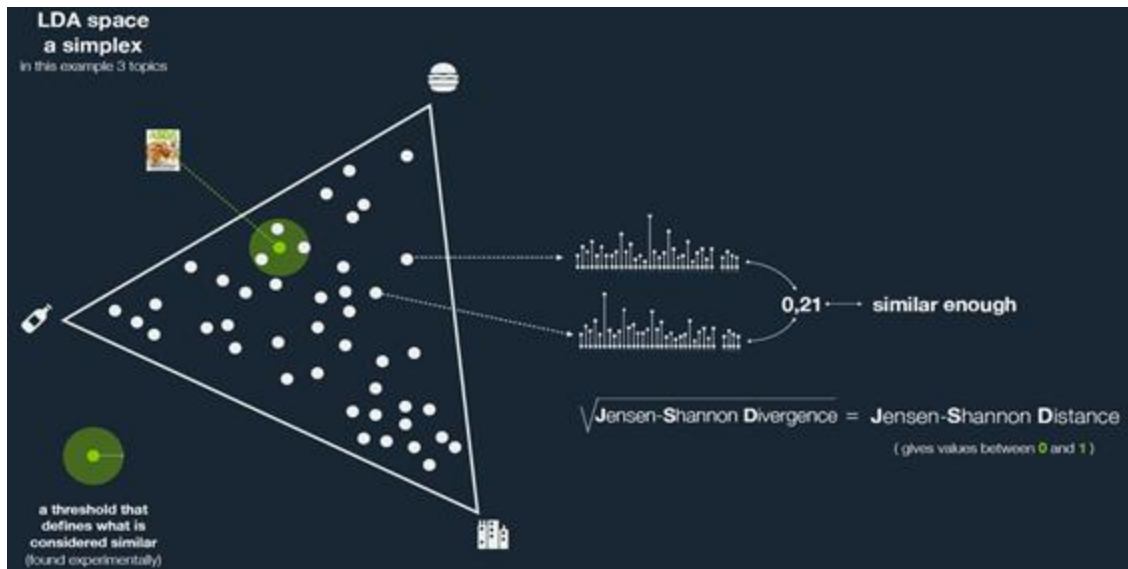 LDA space
a simplex
in this example 3 topics
0,21
similar enough
√Jensen-Shannon Divergence = Jensen-Shannon Distance
( gives values between 0 and 1 )
a threshold that
defines what is
considered similar
(found experimentally)